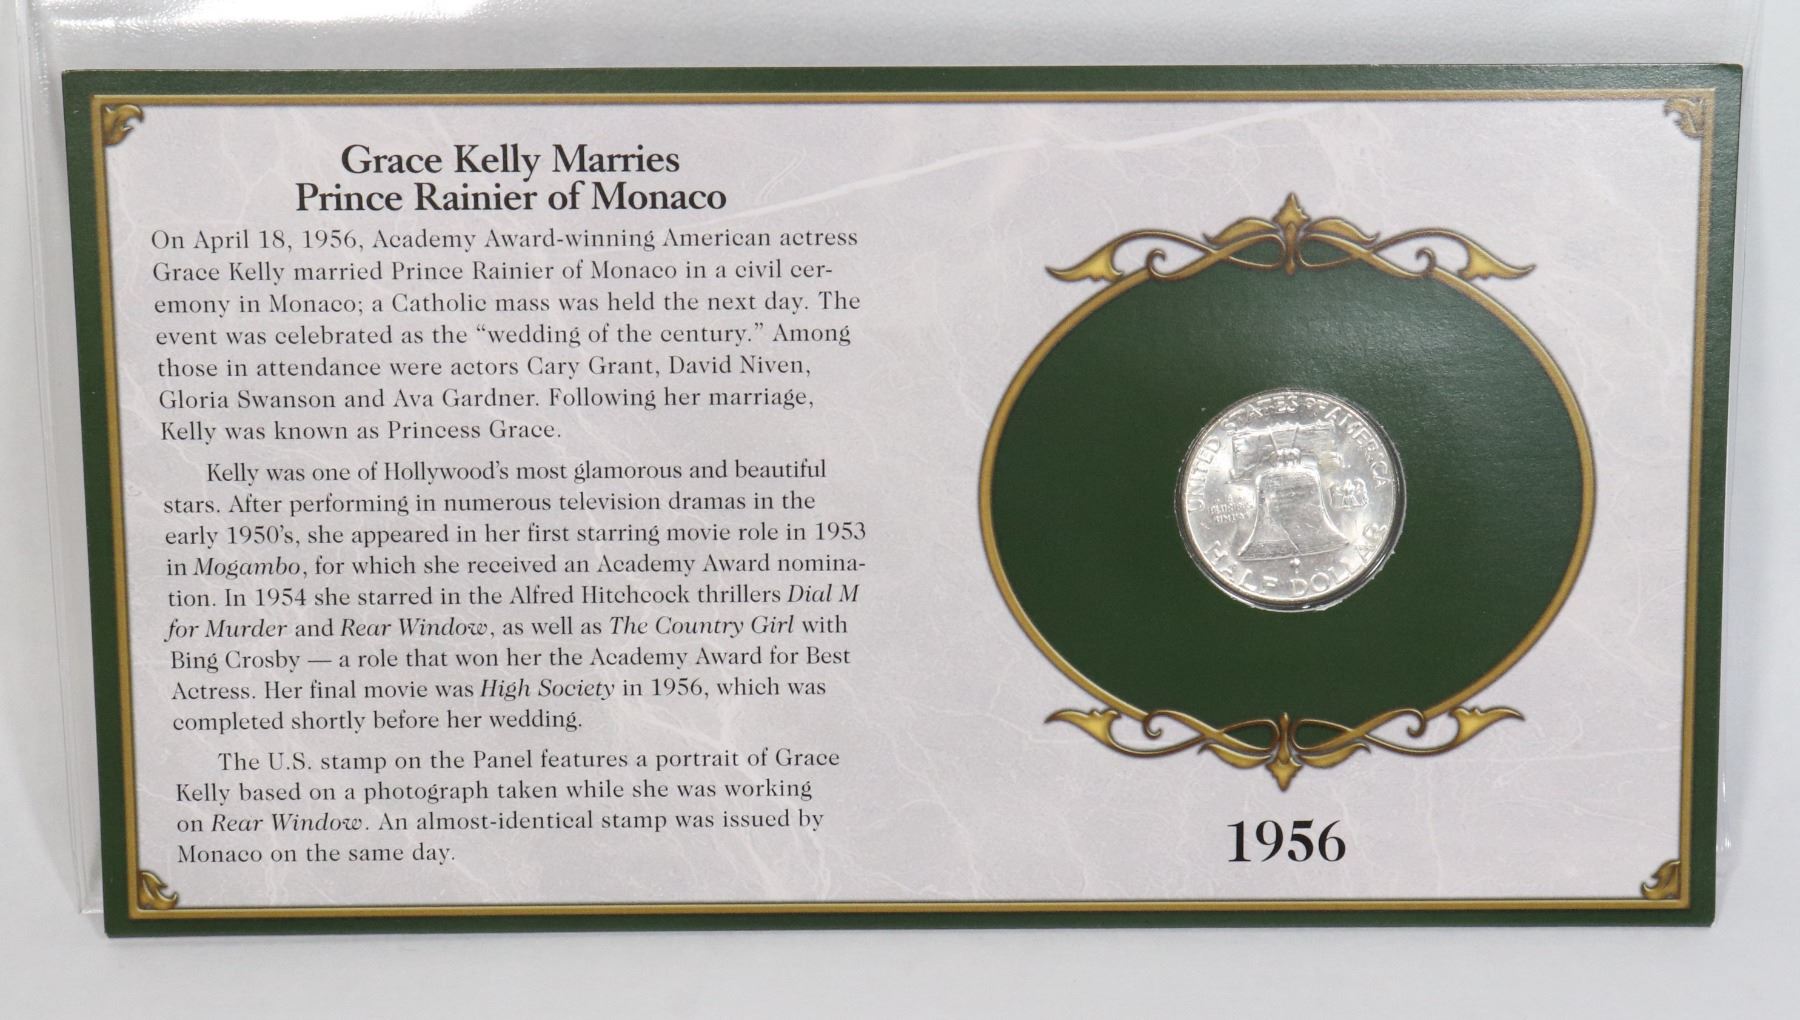 Grace Kelly Marries
Prince Rainier of Monaco
On April 18, 1956, Academy Award-winning American actress
Grace Kelly married Prince Rainier of Monaco in a civil cer-
emony in Monaco; a Catholic mass was held the next day. The
event was celebrated as the “wedding of the century.” Among
those in attendance were actors Cary Grant, David Niven,
Gloria Swanson and Ava Gardner. Following her marriage,
Kelly was known as Princess Grace.
Kelly was one of Hollywood's most glamorous and beautiful
stars. After performing in numerous television dramas in the
early 1950's, she appeared in her first starring movie role in 1953
in Mogambo, for which she received an Academy Award nomina-
tion. In 1954 she starred in the Alfred Hitchcock thrillers Dial M
for Murder and Rear Window, as well as The Country Girl with
Bing Crosby — a role that won her the Academy Award for Best
Actress. Her final movie was High Society in 1956, which was
completed shortly before her wedding.
The U.S. stamp on the Panel features a portrait of Grace
Kelly based on a photograph taken while she was working
on Rear Window. An almost-identical stamp was issued by
Monaco on the same day.
UNITED STATES OF AMERICA
E PLURIBUS
UNUM
HALF DOLLAR
1956